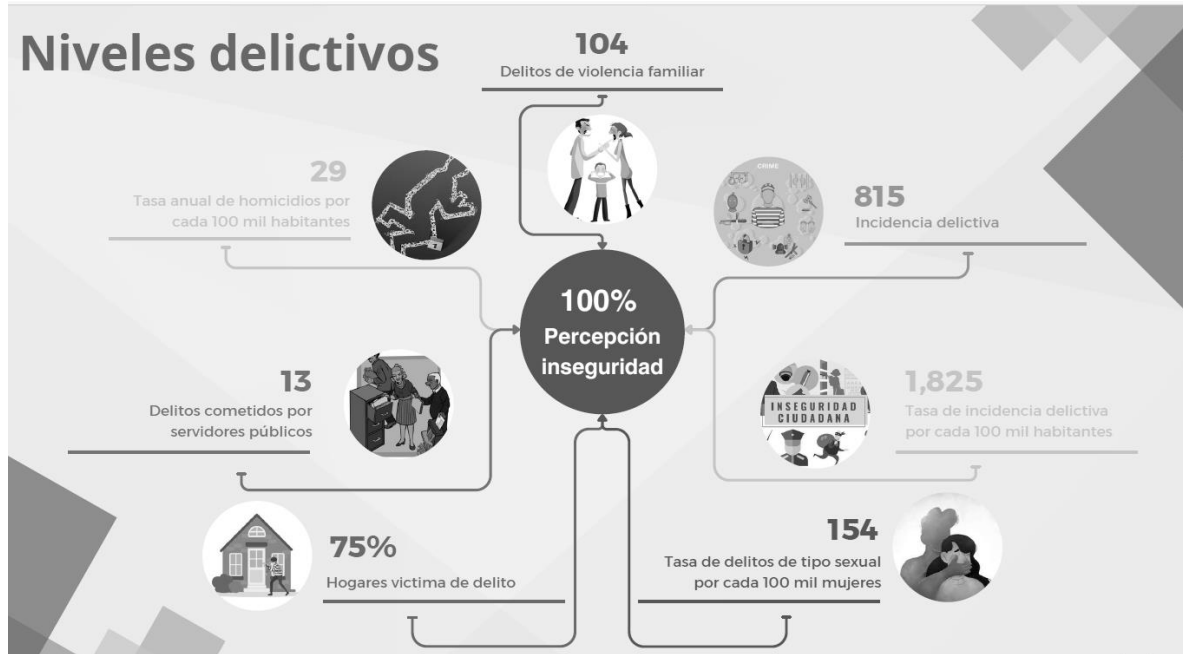 Niveles delictivos
104
Delitos de violencia familiar
29
Tasa anual de homicidios por
cada 100 mil habitantes
CRIME
815
Incidencia delictiva
100%
Percepción
inseguridad
13
Delitos cometidos por
servidores públicos
INSEGURIDAD
CIUDADANA
1,825
Tasa de incidencia delictiva
por cada 100 mil habitantes
75%
Hogares victima de delito
154
Tasa de delitos de tipo sexual
por cada 100 mil mujeres